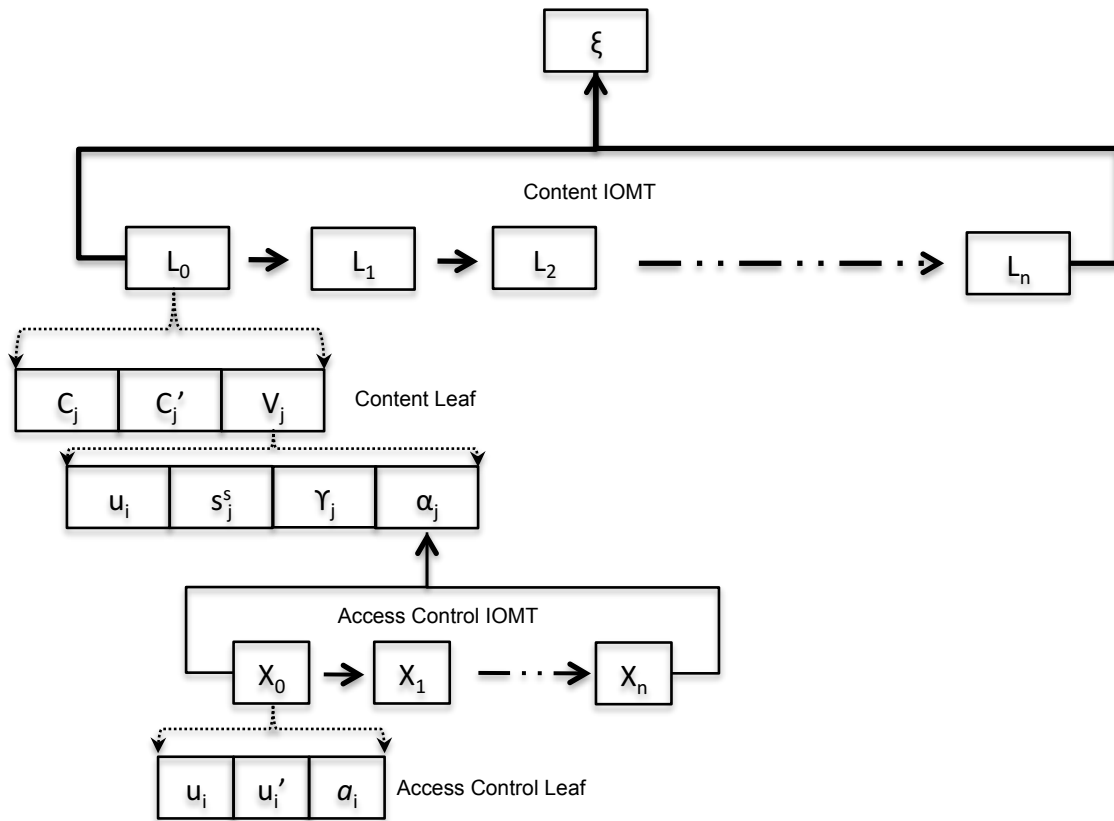 ξ
Content IOMT
L₀ L₁ L₂ Lₙ
Cⱼ Cⱼ’ Vⱼ Content Leaf
uᵢ sⱼˢ ϒⱼ αⱼ
Access Control IOMT
X₀ X₁ Xₙ
uᵢ uᵢ’ aᵢ Access Control Leaf